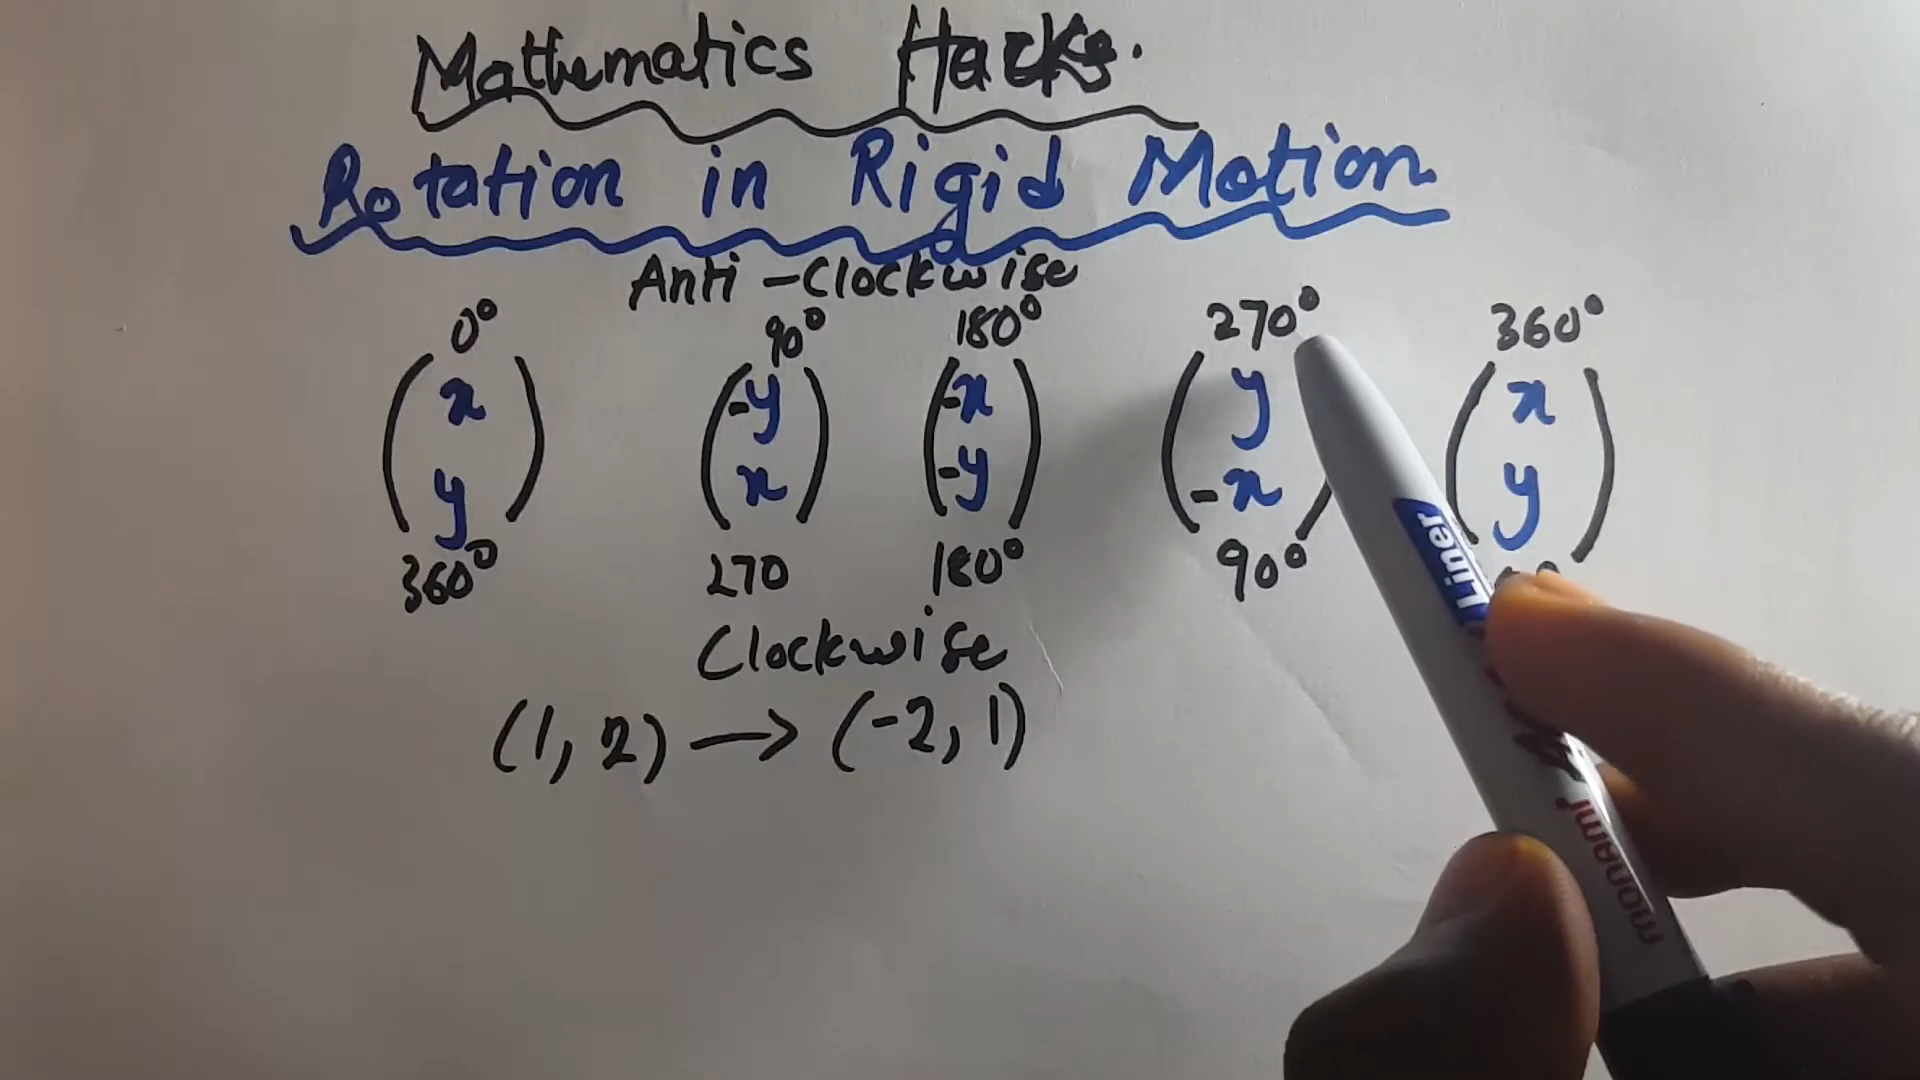 Mathematics Hacks.
Rotation in Rigid Motion
Anti-Clockwise
0° 90° 180° 270° 360°
x -y -x y x
y x -y -x y
360° 270 180° 90°
Clockwise
(1, 2) → (-2, 1)
Liner
MONAMI